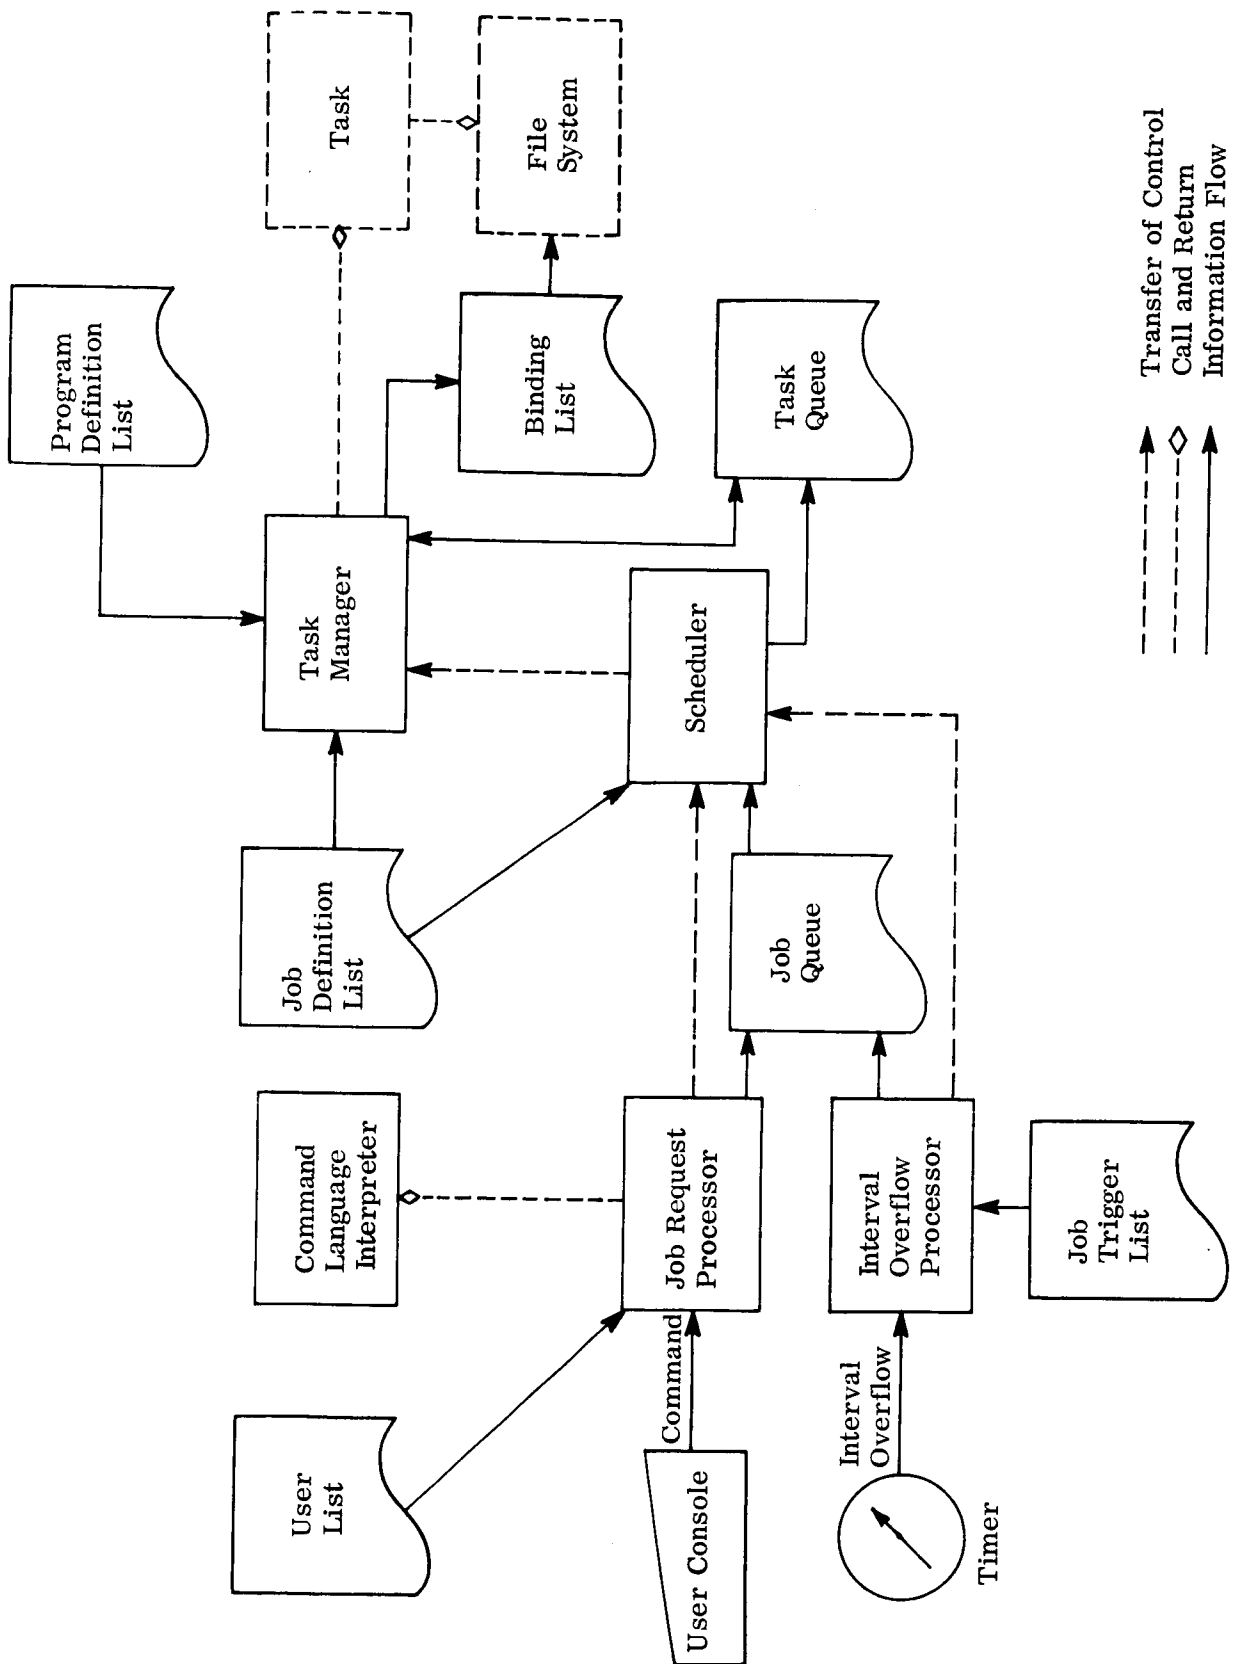 User
List
Command
Language
Interpreter
Job
Definition
List
Program
Definition
List
Task
Manager
Task
File
System
Binding
List
Task
Queue
Scheduler
Job Request
Processor
Command
User Console
Job
Queue
Interval
Overflow
Processor
Interval
Overflow
Timer
Job
Trigger
List
Transfer of Control
Call and Return
Information Flow